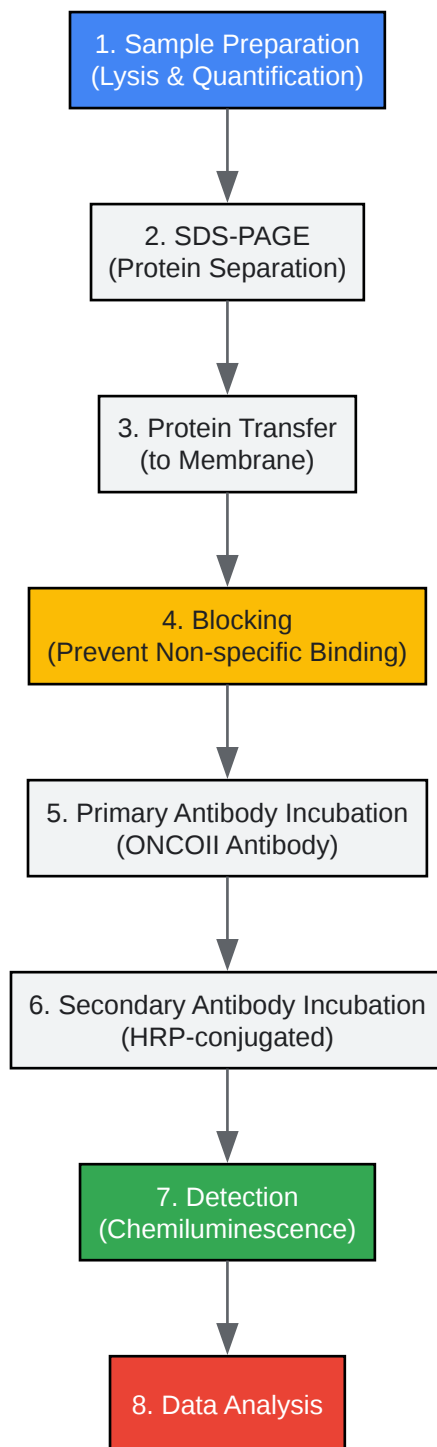 1. Sample Preparation
(Lysis & Quantification)
2. SDS-PAGE
(Protein Separation)
3. Protein Transfer
(to Membrane)
4. Blocking
(Prevent Non-specific Binding)
5. Primary Antibody Incubation
(ONCOII Antibody)
6. Secondary Antibody Incubation
(HRP-conjugated)
7. Detection
(Chemiluminescence)
8. Data Analysis